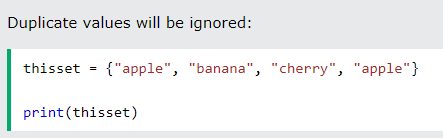 Duplicate values will be ignored:
thisset = {"apple", "banana", "cherry", "apple"}
print(thisset)